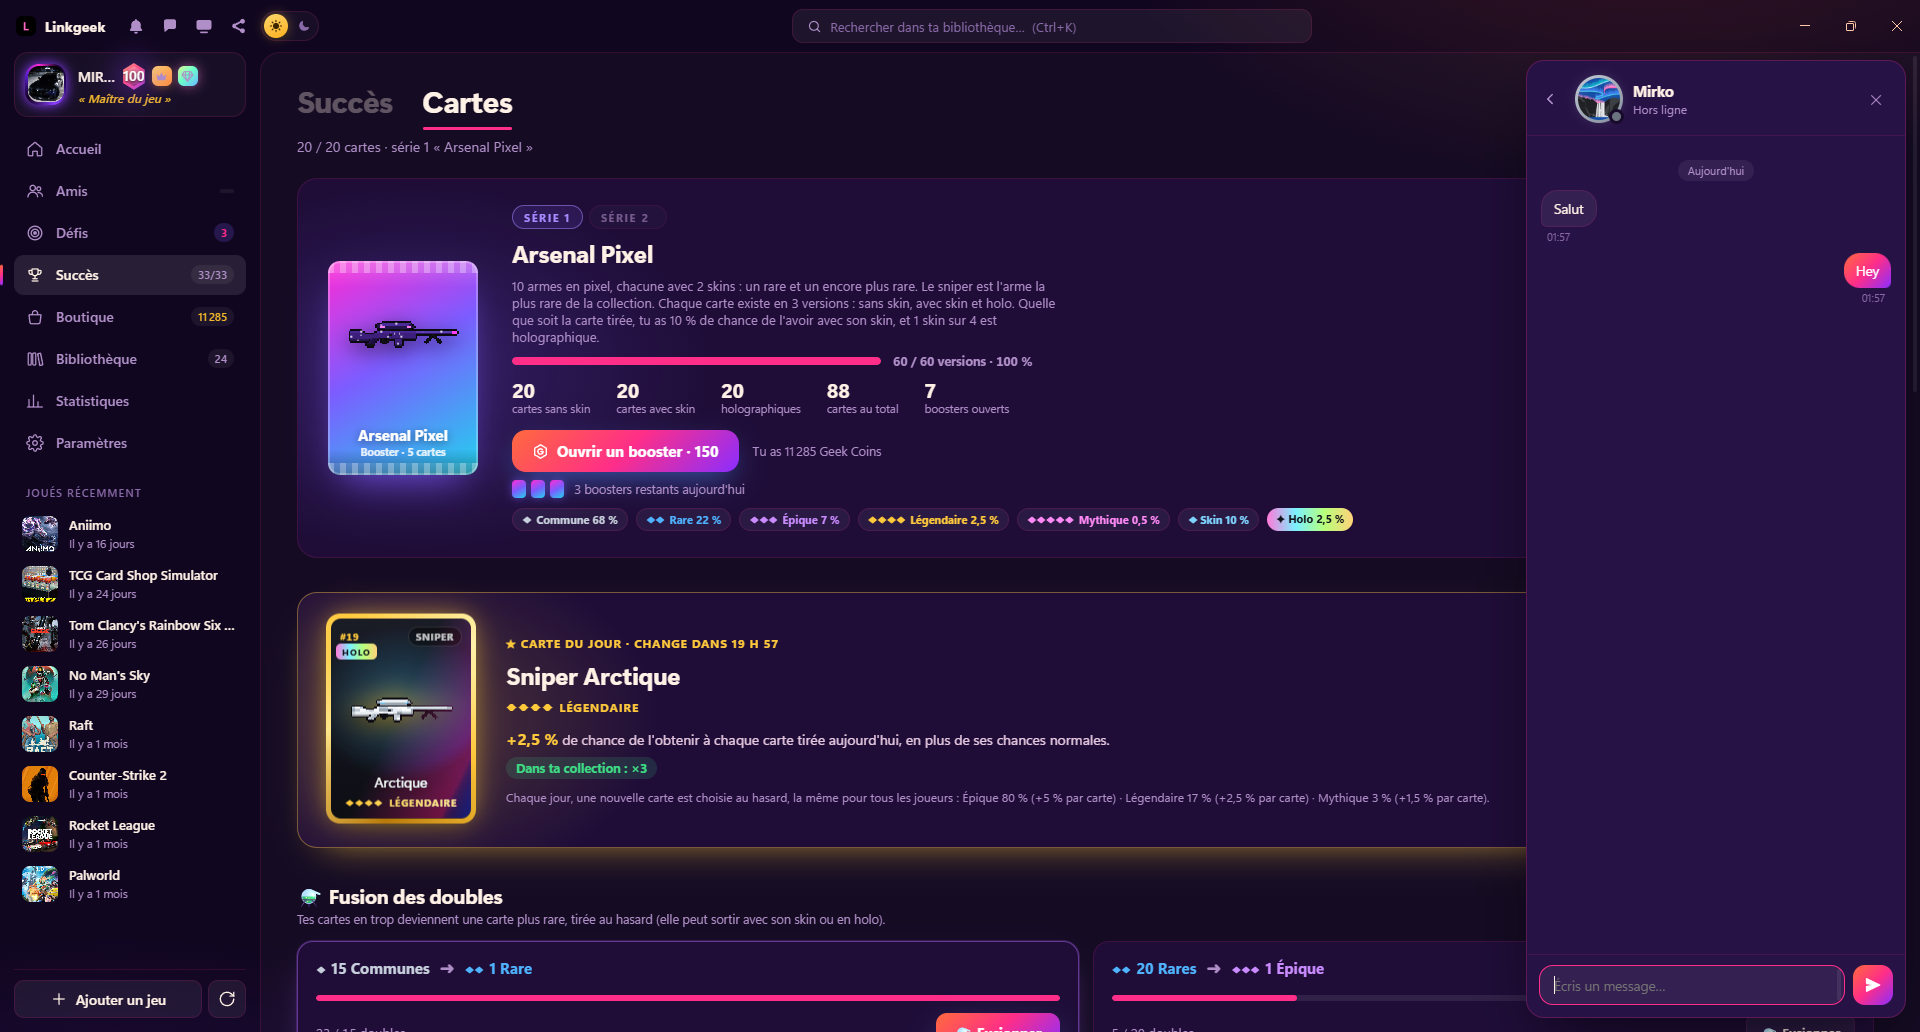 Linkgeek
Rechercher dans ta bibliothèque... (Ctrl+K)
MIR... 100
« Maître du jeu »
Accueil
Amis
Défis 3
Succès 33/33
Boutique 11 285
Bibliothèque 24
Statistiques
Paramètres
JOUÉS RÉCEMMENT
Aniimo
Il y a 16 jours
TCG Card Shop Simulator
Il y a 24 jours
Tom Clancy's Rainbow Six ...
Il y a 26 jours
No Man's Sky
Il y a 29 jours
Raft
Il y a 1 mois
Counter-Strike 2
Il y a 1 mois
Rocket League
Il y a 1 mois
Palworld
Il y a 1 mois
Ajouter un jeu
Succès Cartes
20 / 20 cartes · série 1 « Arsenal Pixel »
SÉRIE 1 SÉRIE 2
Arsenal Pixel
10 armes en pixel, chacune avec 2 skins : un rare et un encore plus rare. Le sniper est l'arme la
plus rare de la collection. Chaque carte existe en 3 versions : sans skin, avec skin et holo. Quelle
que soit la carte tirée, tu as 10 % de chance de l'avoir avec son skin, et 1 skin sur 4 est
holographique.
60 / 60 versions · 100 %
20 20 20 88 7
cartes sans skin cartes avec skin holographiques cartes au total boosters ouverts
Arsenal Pixel
Booster · 5 cartes
Ouvrir un booster · 150 Tu as 11 285 Geek Coins
3 boosters restants aujourd'hui
Commune 68 % Rare 22 % Épique 7 % Légendaire 2,5 % Mythique 0,5 % Skin 10 % Holo 2,5 %
#19 SNIPER
HOLO
Arctique
LÉGENDAIRE
★ CARTE DU JOUR · CHANGE DANS 19 H 57
Sniper Arctique
LÉGENDAIRE
+2,5 % de chance de l'obtenir à chaque carte tirée aujourd'hui, en plus de ses chances normales.
Dans ta collection : ×3
Chaque jour, une nouvelle carte est choisie au hasard, la même pour tous les joueurs : Épique 80 % (+5 % par carte) · Légendaire 17 % (+2,5 % par carte) · Mythique 3 % (+1,5 % par carte).
Fusion des doubles
Tes cartes en trop deviennent une carte plus rare, tirée au hasard (elle peut sortir avec son skin ou en holo).
15 Communes → 1 Rare
20 Rares → 1 Épique
Mirko
Hors ligne
Aujourd'hui
Salut
01:57
Hey
01:57
Écris un message...